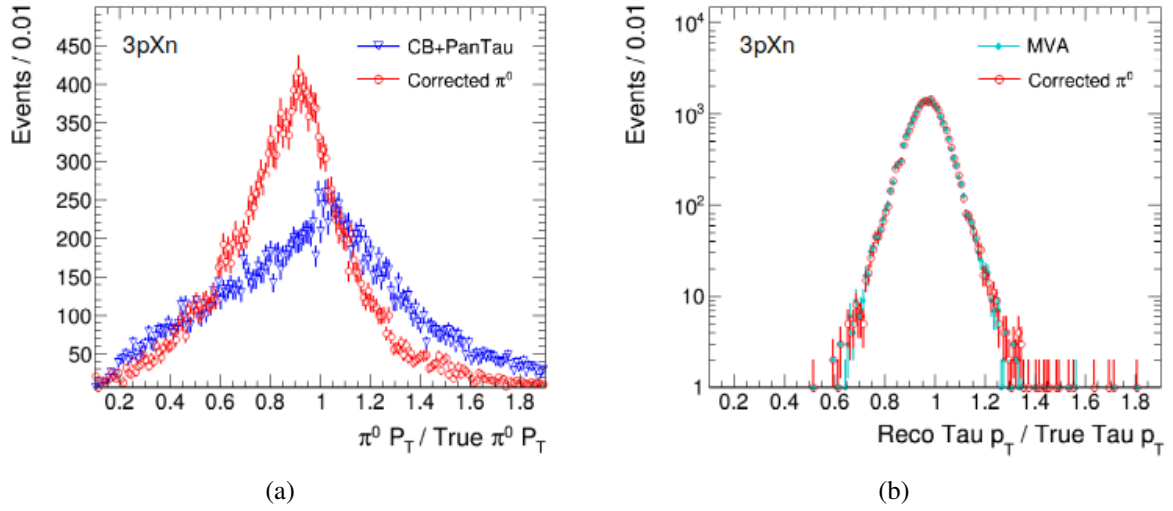 Events / 0.01
3pXn
CB+PanTau
Corrected π⁰
450
400
350
300
250
200
150
100
50
0.2 0.4 0.6 0.8 1 1.2 1.4 1.6 1.8
π⁰ P_T / True π⁰ P_T
(a)
Events / 0.01
3pXn
MVA
Corrected π⁰
10⁴
10³
10²
10
1
0.2 0.4 0.6 0.8 1 1.2 1.4 1.6 1.8
Reco Tau p_T / True Tau p_T
(b)